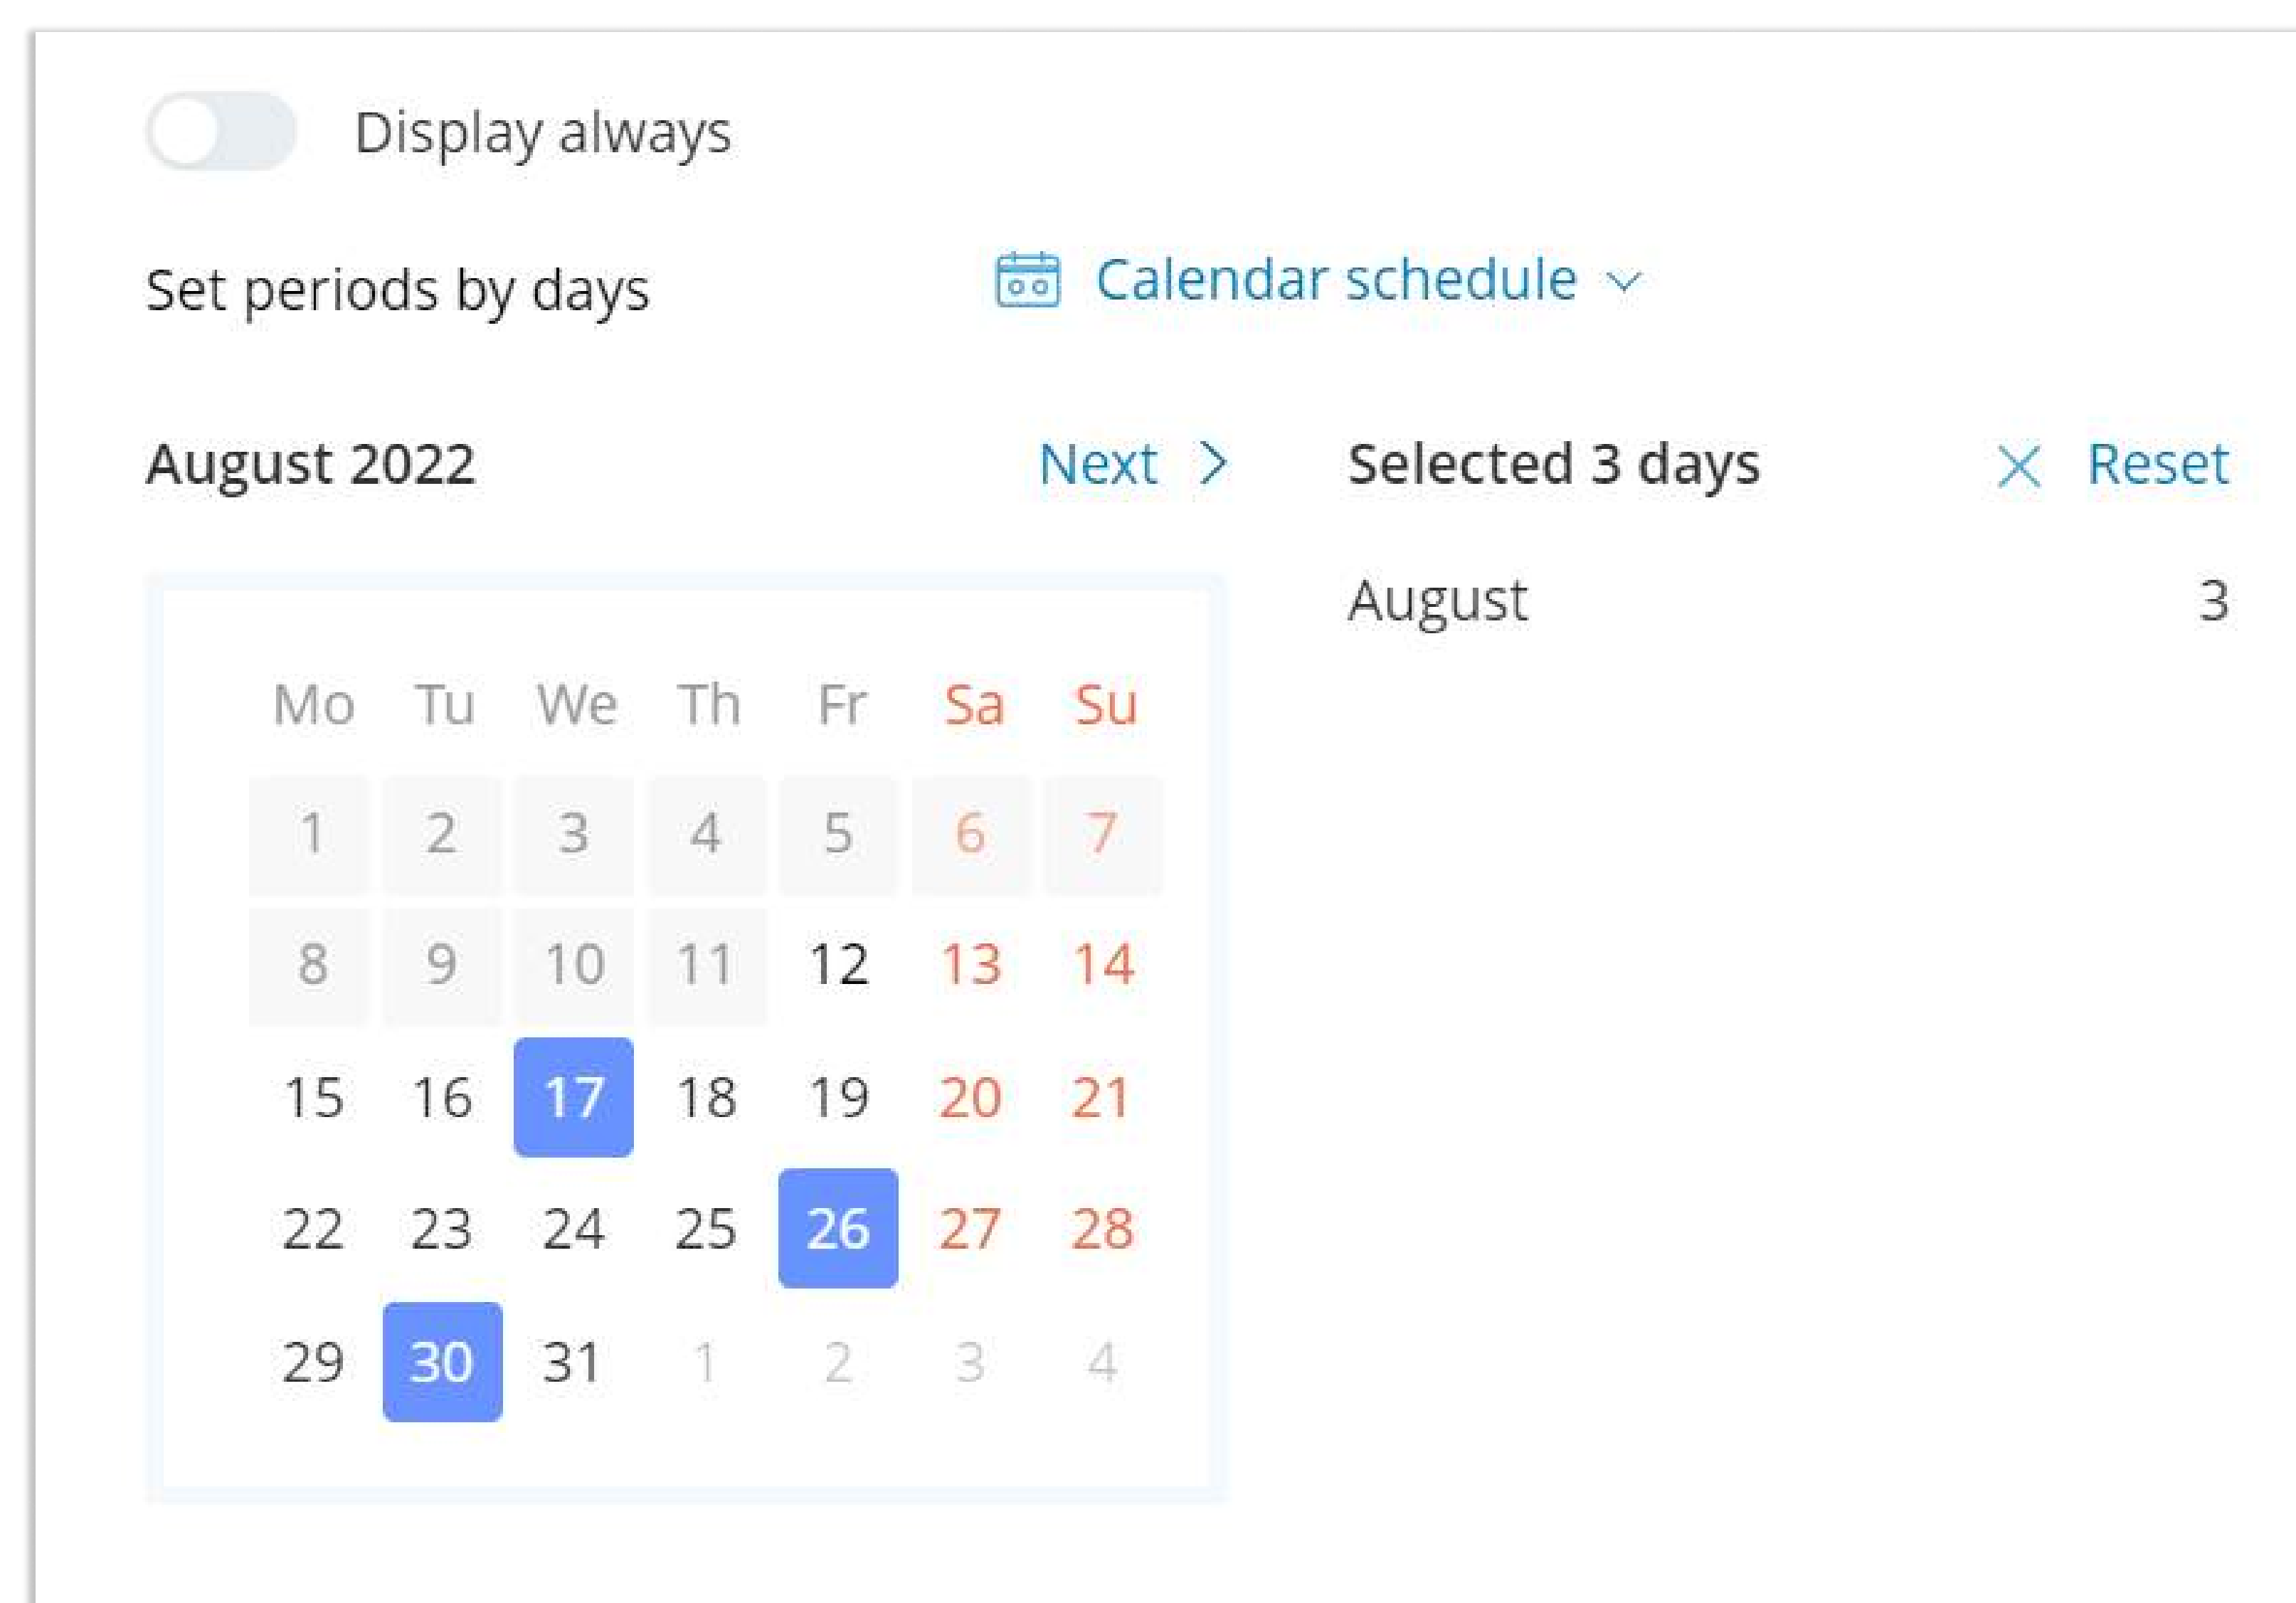 Display always
Set periods by days
Calendar schedule
August 2022
Next
Selected 3 days
Reset
August 3
Mo Tu We Th Fr Sa Su
1 2 3 4 5 6 7
8 9 10 11 12 13 14
15 16 17 18 19 20 21
22 23 24 25 26 27 28
29 30 31 1 2 3 4